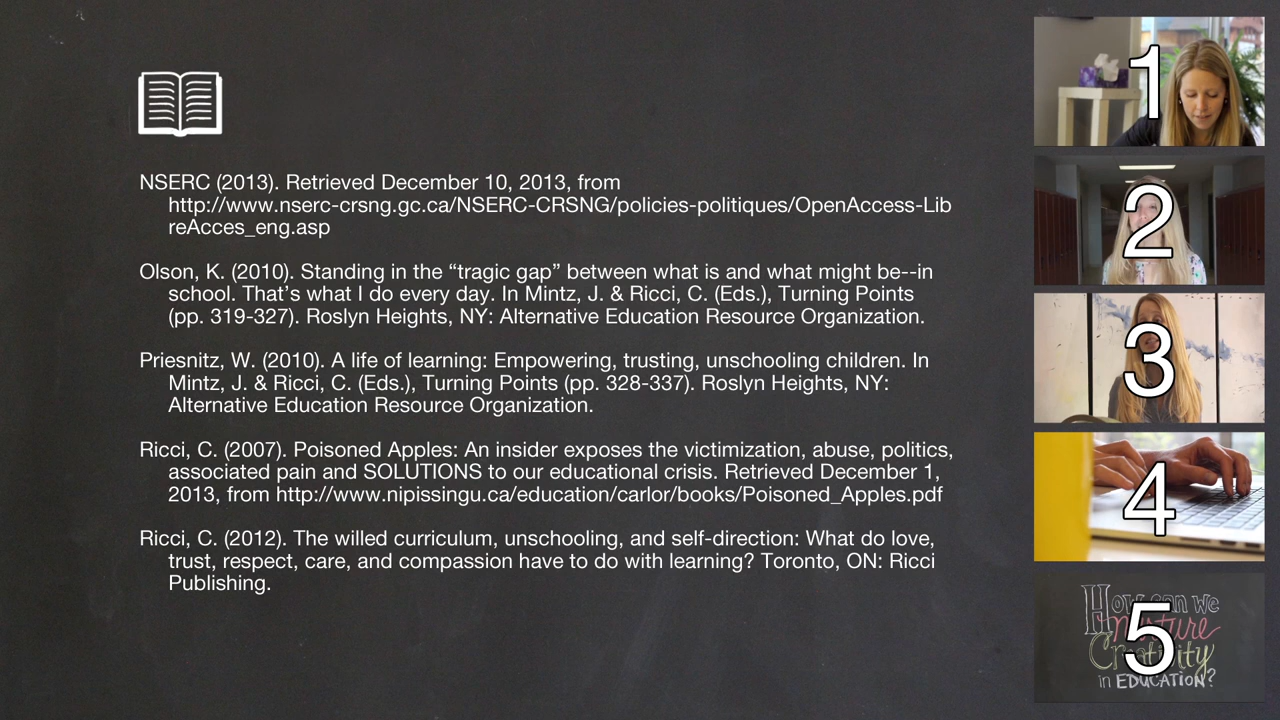 NSERC (2013). Retrieved December 10, 2013, from
http://www.nserc-crsng.gc.ca/NSERC-CRSNG/policies-politiques/OpenAccess-Lib
reAcces_eng.asp
Olson, K. (2010). Standing in the “tragic gap” between what is and what might be--in
school. That’s what I do every day. In Mintz, J. & Ricci, C. (Eds.), Turning Points
(pp. 319-327). Roslyn Heights, NY: Alternative Education Resource Organization.
Priesnitz, W. (2010). A life of learning: Empowering, trusting, unschooling children. In
Mintz, J. & Ricci, C. (Eds.), Turning Points (pp. 328-337). Roslyn Heights, NY:
Alternative Education Resource Organization.
Ricci, C. (2007). Poisoned Apples: An insider exposes the victimization, abuse, politics,
associated pain and SOLUTIONS to our educational crisis. Retrieved December 1,
2013, from http://www.nipissingu.ca/education/carlor/books/Poisoned_Apples.pdf
Ricci, C. (2012). The willed curriculum, unschooling, and self-direction: What do love,
trust, respect, care, and compassion have to do with learning? Toronto, ON: Ricci
Publishing.
1
2
3
4
5
How can we
nurture
Creativity
in EDUCATION?